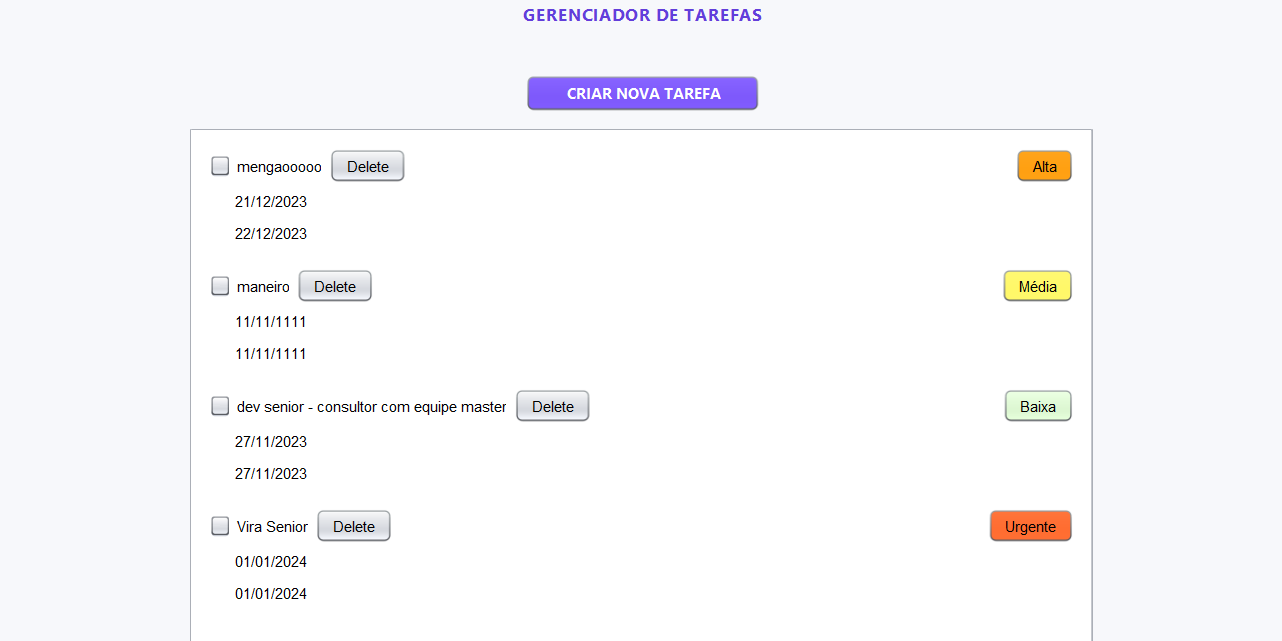 GERENCIADOR DE TAREFAS
CRIAR NOVA TAREFA
mengaooooo Delete Alta
21/12/2023
22/12/2023
maneiro Delete Média
11/11/1111
11/11/1111
dev senior - consultor com equipe master Delete Baixa
27/11/2023
27/11/2023
Vira Senior Delete Urgente
01/01/2024
01/01/2024